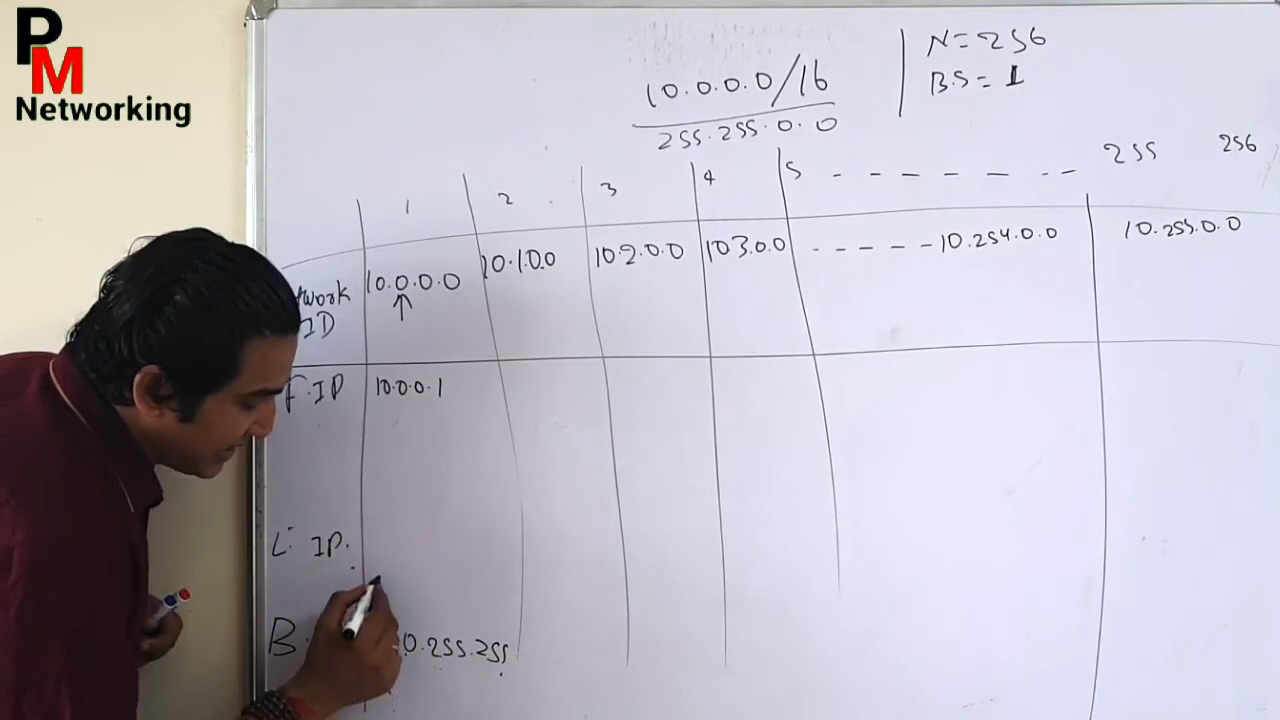 PM
Networking
10.0.0.0/16
255.255.0.0
N=256
B.S= 1
1 2 3 4 5 - - - - - - 255 256
ID
10.0.0.0 10.1.0.0 10.2.0.0 10.3.0.0 - - - - - 10.254.0.0 10.255.0.0
F.IP 10.0.0.1
L. IP.
B. 0.255.255